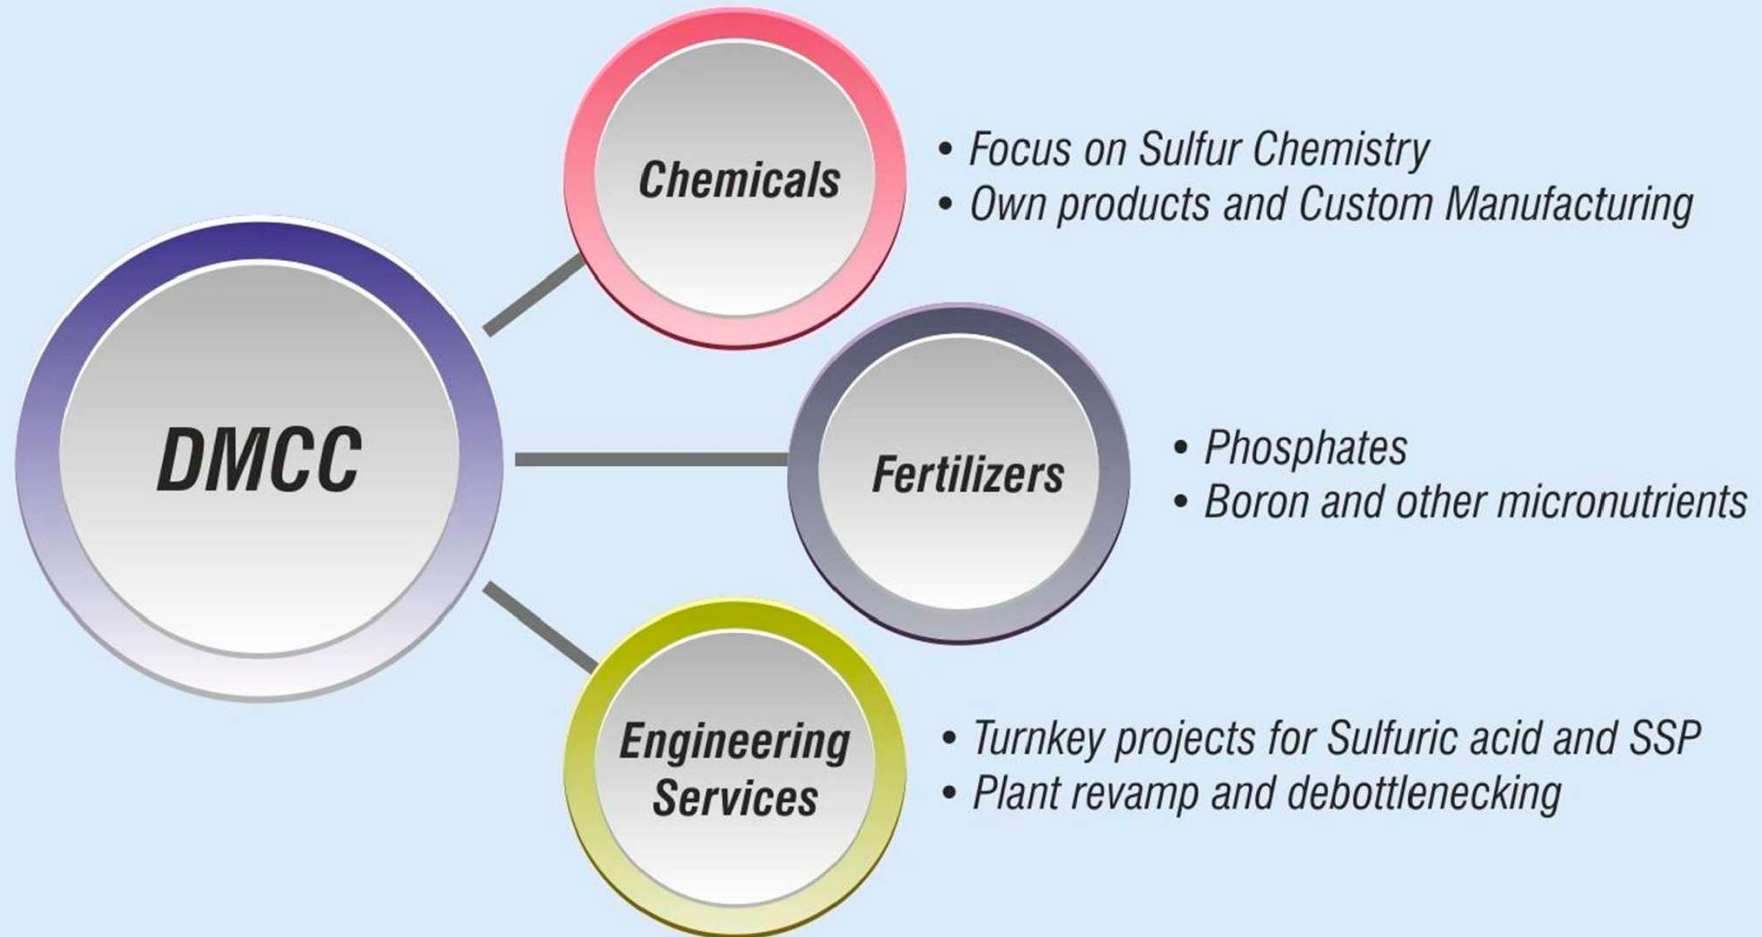 DMCC
Chemicals
• Focus on Sulfur Chemistry
• Own products and Custom Manufacturing
Fertilizers
• Phosphates
• Boron and other micronutrients
Engineering
Services
• Turnkey projects for Sulfuric acid and SSP
• Plant revamp and debottlenecking